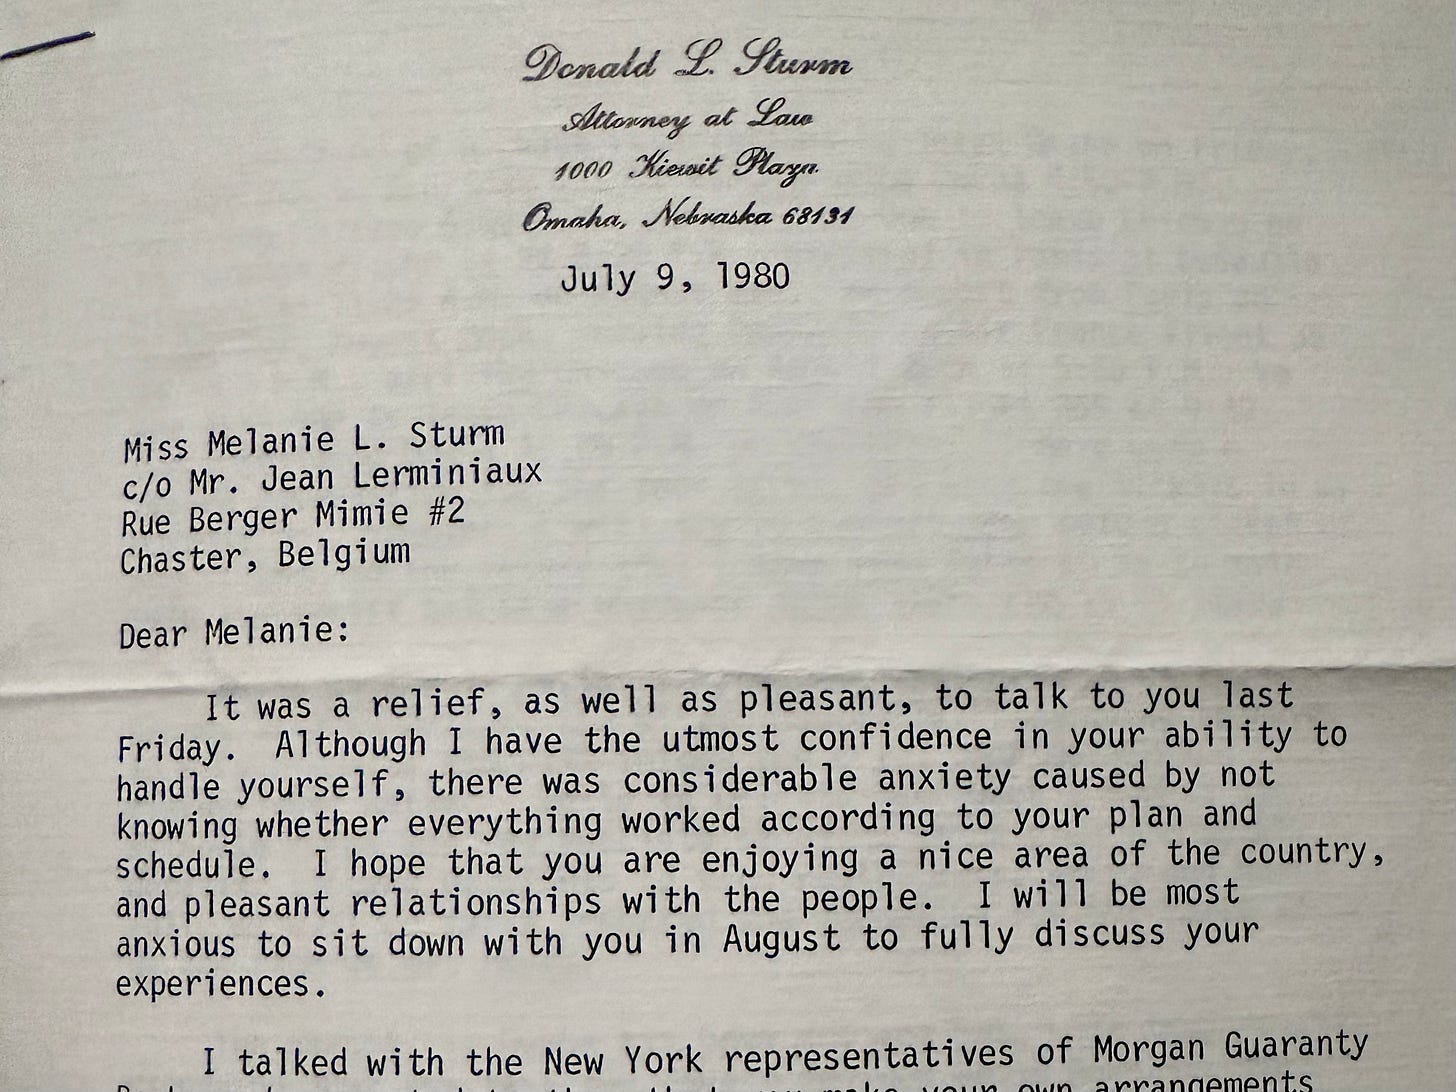 Donald L. Sturm
Attorney at Law
1000 Kiewit Plaza
Omaha, Nebraska 68131
July 9, 1980
Miss Melanie L. Sturm
c/o Mr. Jean Lerminiaux
Rue Berger Mimie #2
Chaster, Belgium
Dear Melanie:
It was a relief, as well as pleasant, to talk to you last
Friday. Although I have the utmost confidence in your ability to
handle yourself, there was considerable anxiety caused by not
knowing whether everything worked according to your plan and
schedule. I hope that you are enjoying a nice area of the country,
and pleasant relationships with the people. I will be most
anxious to sit down with you in August to fully discuss your
experiences.
I talked with the New York representatives of Morgan Guaranty
make your own arrangements